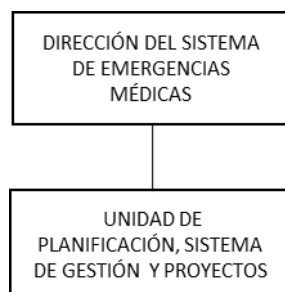 DIRECCIÓN DEL SISTEMA
DE EMERGENCIAS
MÉDICAS
UNIDAD DE
PLANIFICACIÓN, SISTEMA
DE GESTIÓN Y PROYECTOS